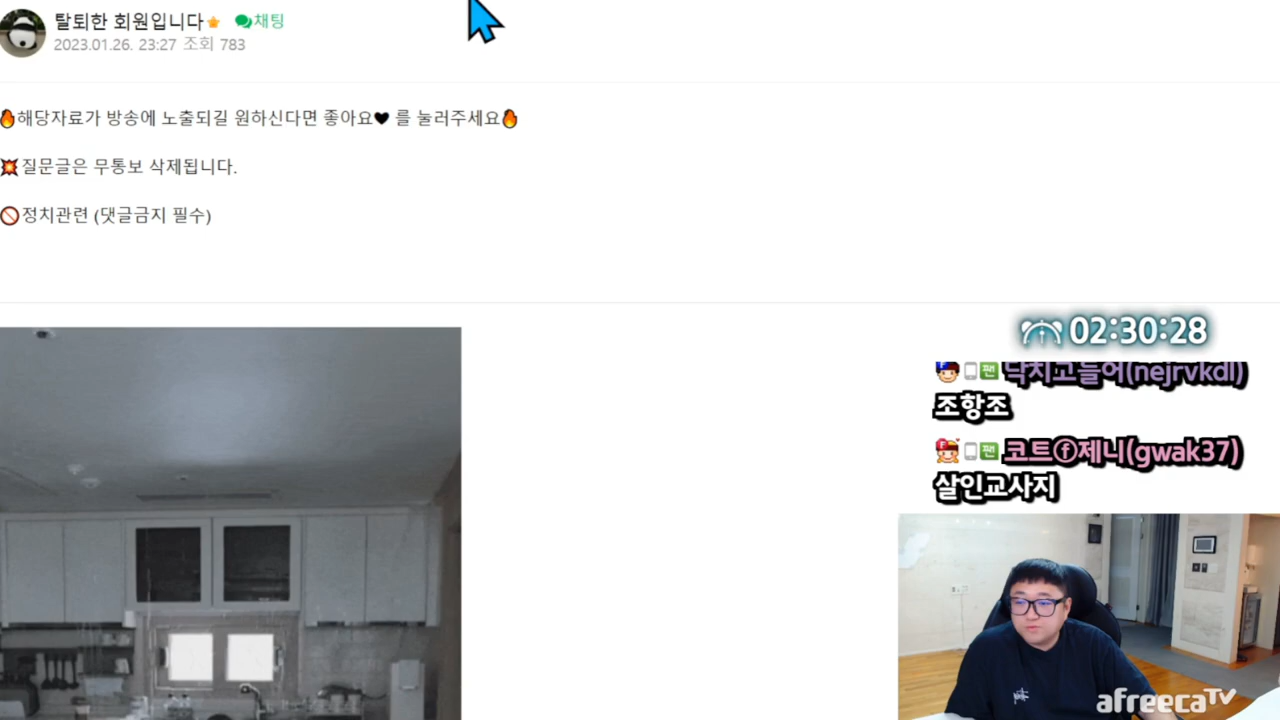 탈퇴한 회원입니다 채팅
2023.01.26. 23:27 조회 783
해당자료가 방송에 노출되길 원하신다면 좋아요🖤 를 눌러주세요
질문글은 무통보 삭제됩니다.
정치관련 (댓글금지 필수)
02:30:28
팬 닥치고들어(nejrvkdl)
조항조
팬 코트ⓕ제니(gwak37)
살인교사지
afreecaTV